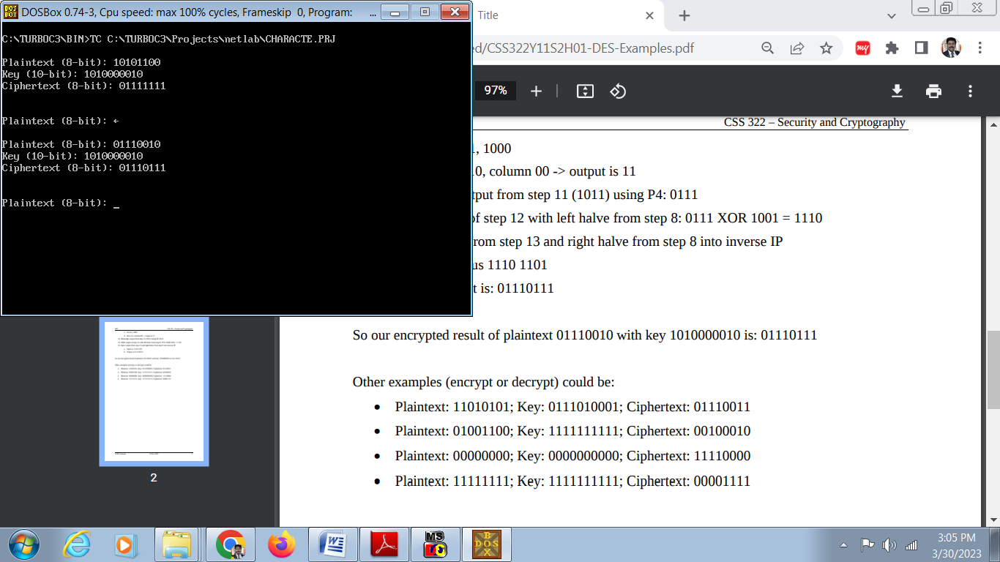 DOSBox 0.74-3, Cpu speed: max 100% cycles, Frameskip 0, Program: ...
C:\TURBOC3\BIN>TC C:\TURBOC3\Projects\netlab\CHARACTE.PRJ
Plaintext (8-bit): 10101100
Key (10-bit): 1010000010
Ciphertext (8-bit): 01111111
Plaintext (8-bit): ←
Plaintext (8-bit): 01110010
Key (10-bit): 1010000010
Ciphertext (8-bit): 01110111
Plaintext (8-bit): _
Title
ed/CSS322Y11S2H01-DES-Examples.pdf
my
97%
CSS 322 – Security and Cryptography
1, 1000
10, column 00 -> output is 11
tput from step 11 (1011) using P4: 0111
of step 12 with left halve from step 8: 0111 XOR 1001 = 1110
rom step 13 and right halve from step 8 into inverse IP
us 1110 1101
t is: 01110111
So our encrypted result of plaintext 01110010 with key 1010000010 is: 01110111
Other examples (encrypt or decrypt) could be:
• Plaintext: 11010101; Key: 0111010001; Ciphertext: 01110011
• Plaintext: 01001100; Key: 1111111111; Ciphertext: 00100010
• Plaintext: 00000000; Key: 0000000000; Ciphertext: 11110000
• Plaintext: 11111111; Key: 1111111111; Ciphertext: 00001111
2
MS
DOS
BOX
3:05 PM
3/30/2023